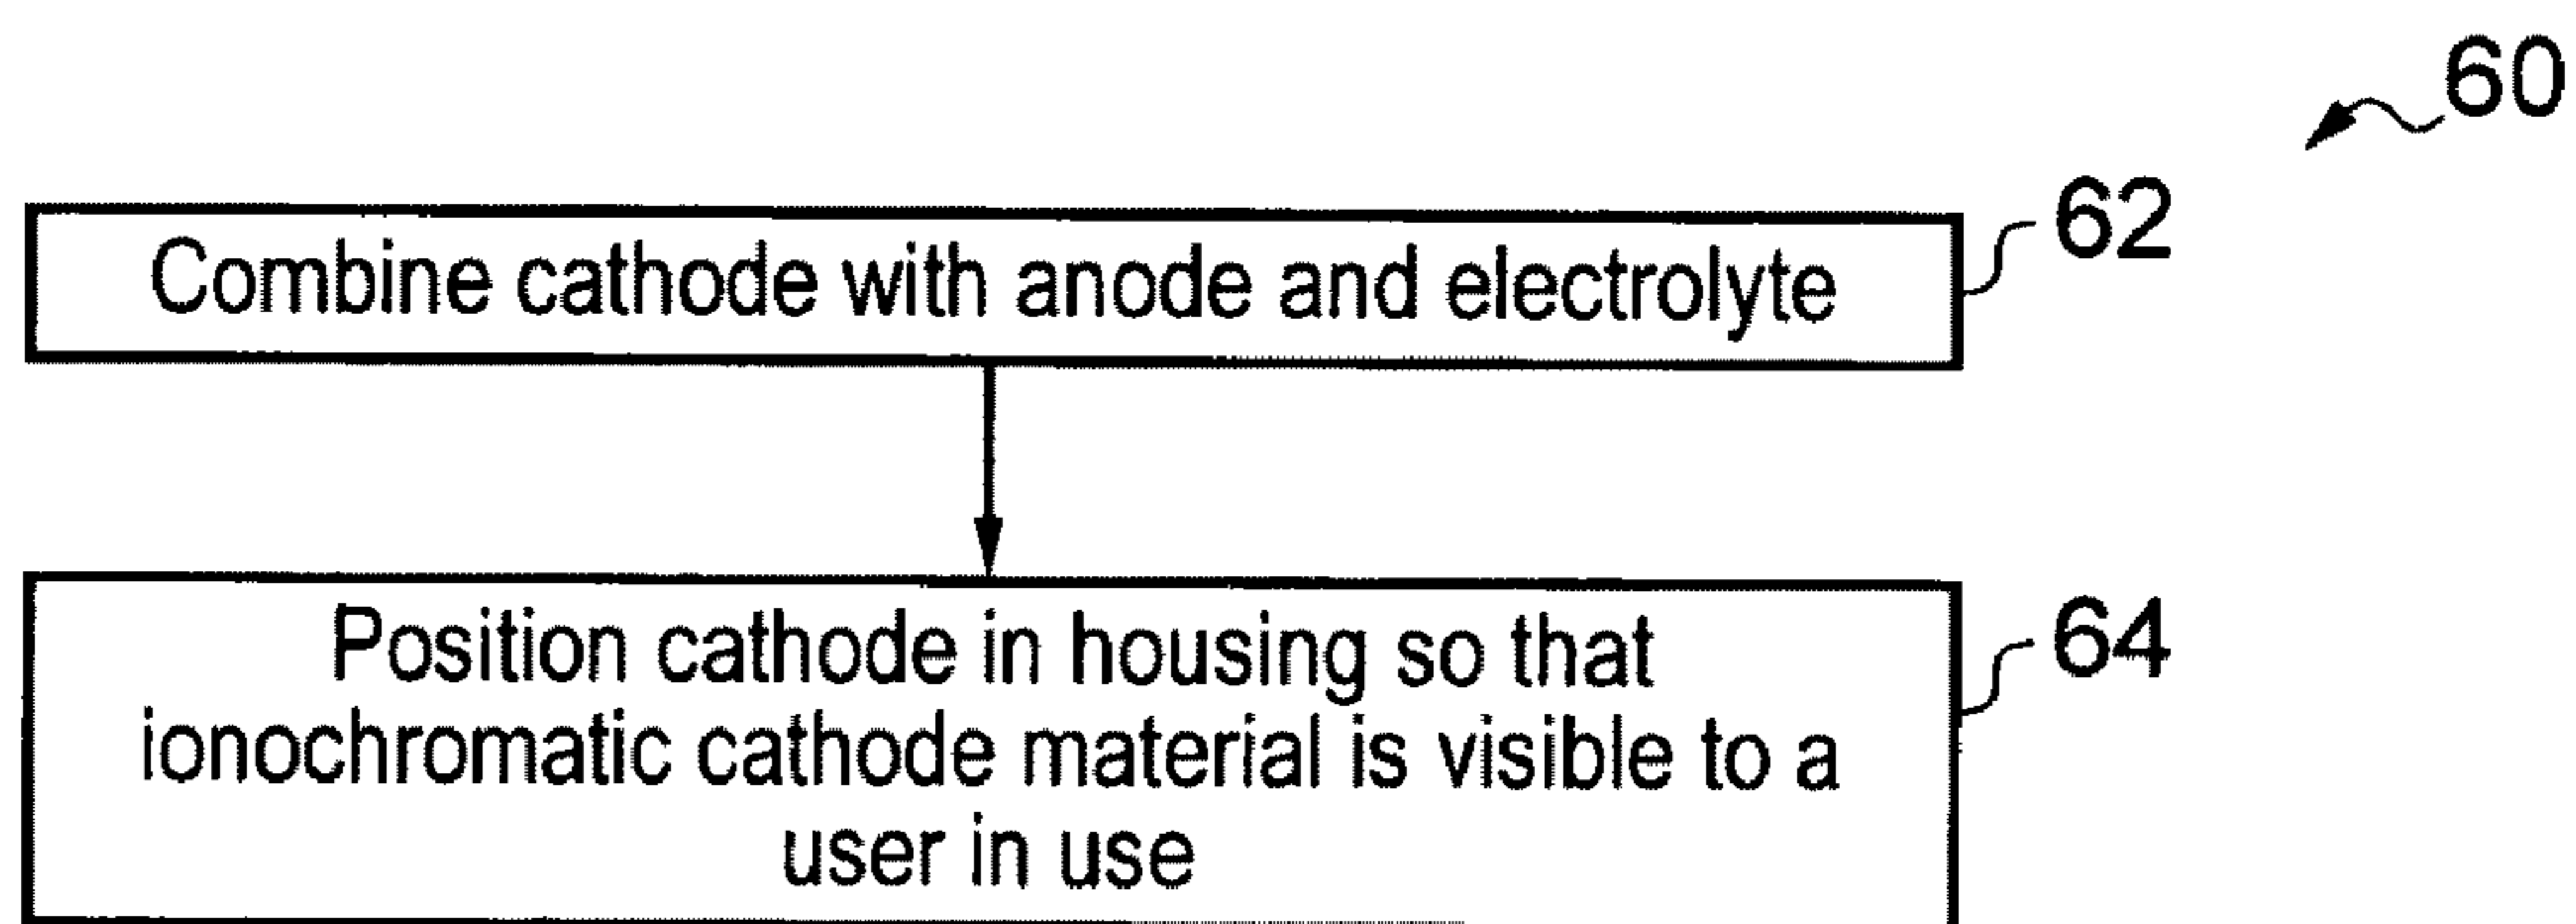 60
62
Combine cathode with anode and electrolyte
64
Position cathode in housing so that
ionochromatic cathode material is visible to a
user in use